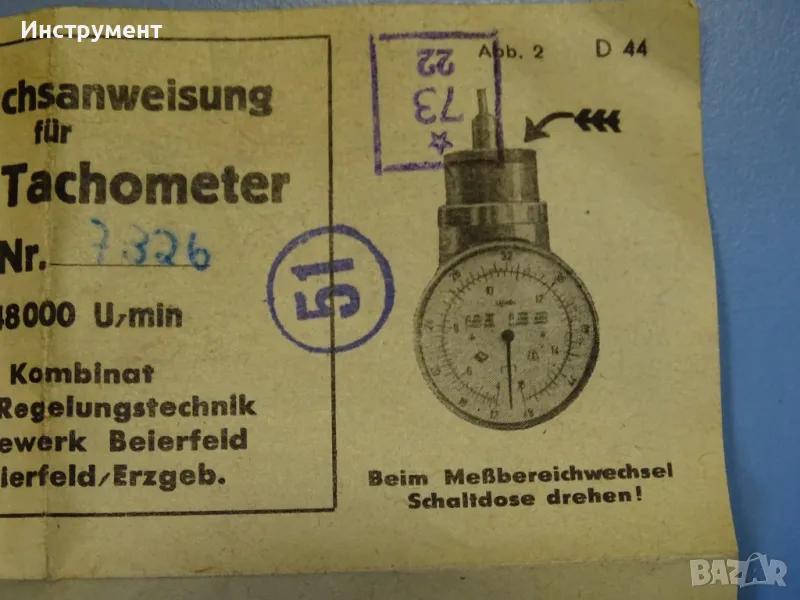 Инструмент
chsanweisung
für
Tachometer
Nr. 7326
48000 U/min
Kombinat
Regelungstechnik
ewerk Beierfeld
ierfeld/Erzgeb.
22
73
51
Abb. 2 D 44
Beim Meßbereichwechsel
Schaltdose drehen!
BAZAR